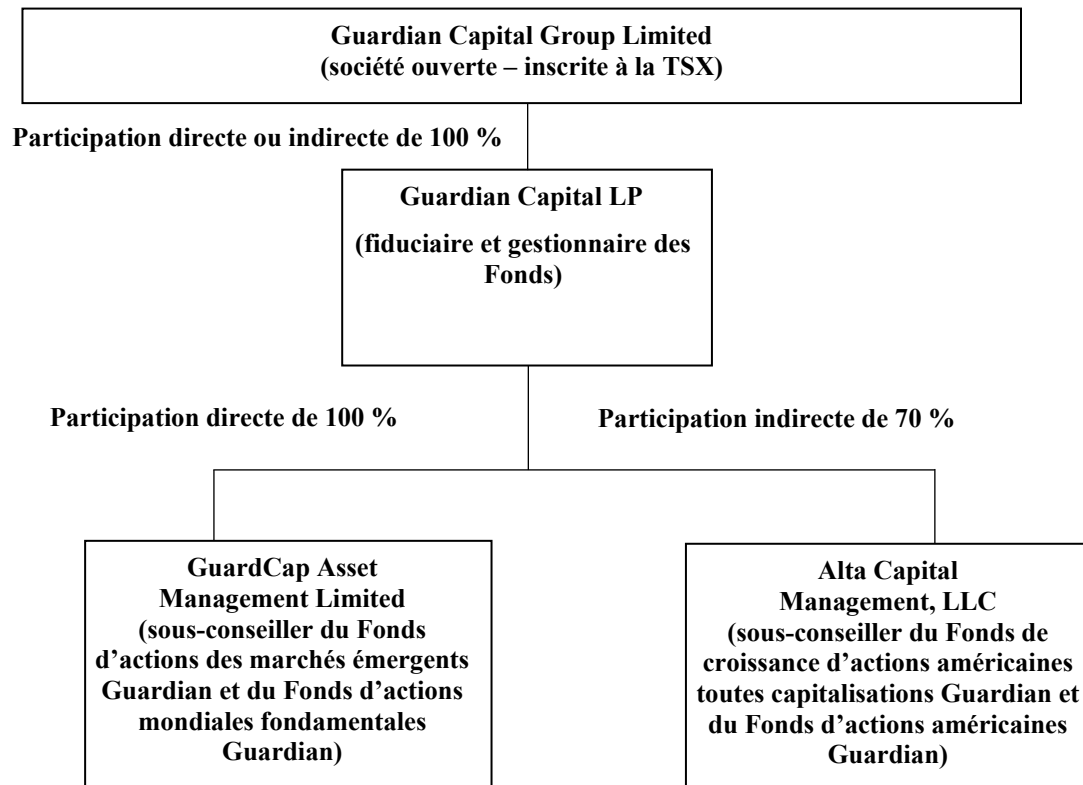 Guardian Capital Group Limited
(société ouverte – inscrite à la TSX)
Participation directe ou indirecte de 100 %
Guardian Capital LP
(fiduciaire et gestionnaire des
Fonds)
Participation directe de 100 %
Participation indirecte de 70 %
GuardCap Asset
Management Limited
(sous-conseiller du Fonds
d’actions des marchés émergents
Guardian et du Fonds d’actions
mondiales fondamentales
Guardian)
Alta Capital
Management, LLC
(sous-conseiller du Fonds de
croissance d’actions américaines
toutes capitalisations Guardian et
du Fonds d’actions américaines
Guardian)